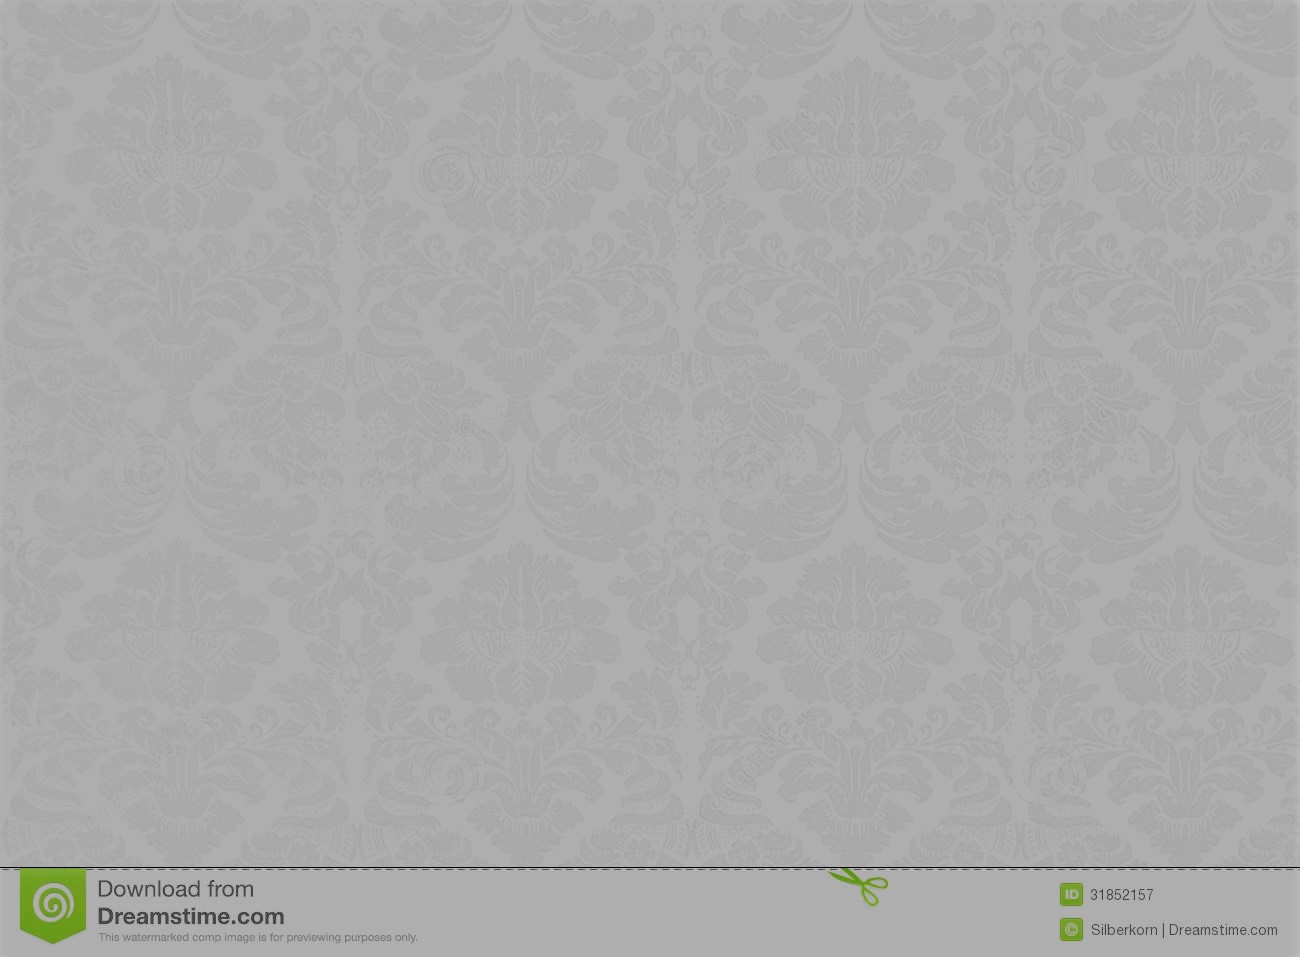 Download from
Dreamstime.com
This watermarked comp image is for previewing purposes only.
ID 31852157
© Silberkorn | Dreamstime.com